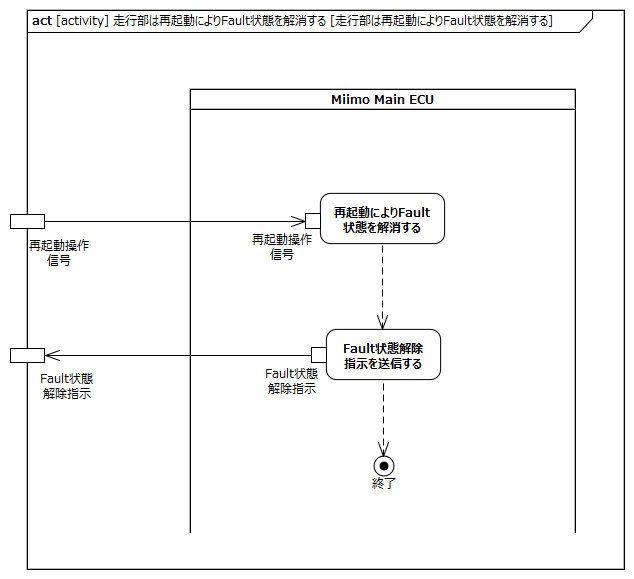 act [activity] 走行部は再起動によりFault状態を解消する [走行部は再起動によりFault状態を解消する]
Miimo Main ECU
再起動によりFault
状態を解消する
再起動操作
信号
再起動操作
信号
Fault状態解除
指示を送信する
Fault状態
解除指示
Fault状態
解除指示
終了